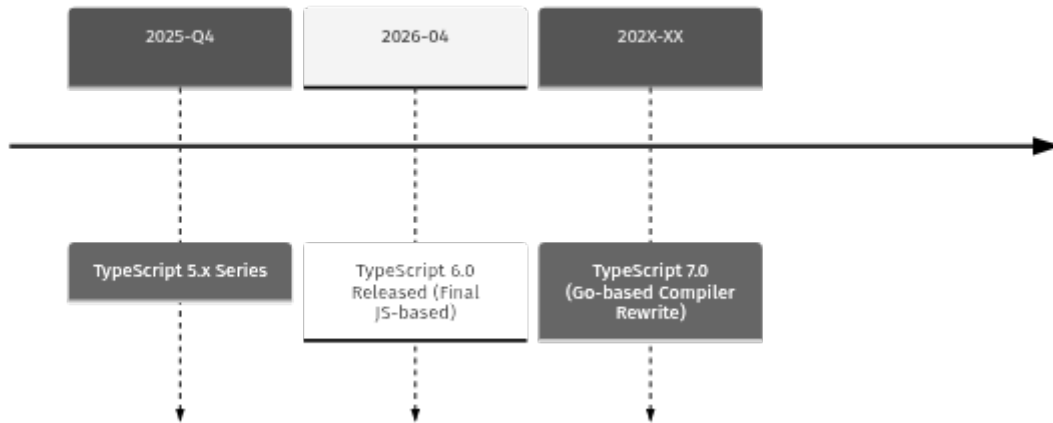 2025-Q4
2026-04
202X-XX
TypeScript 5.x Series
TypeScript 6.0
Released (Final
JS-based)
TypeScript 7.0
(Go-based Compiler
Rewrite)